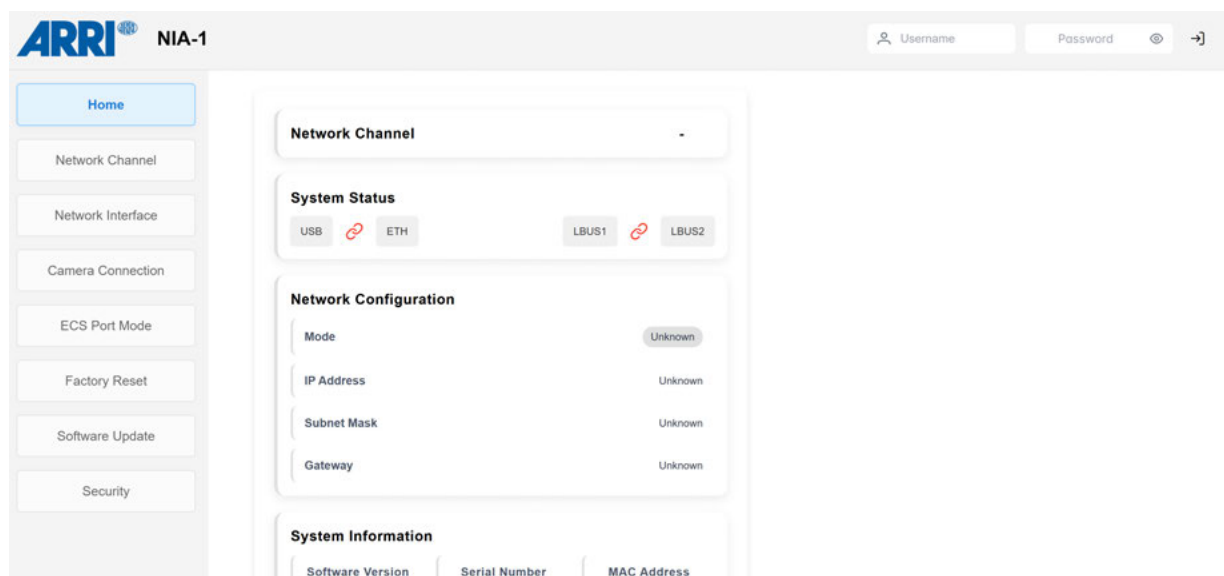 ARRI® NIA-1
Username Password
Home
Network Channel
Network Interface
Camera Connection
ECS Port Mode
Factory Reset
Software Update
Security
Network Channel -
System Status
USB ETH LBUS1 LBUS2
Network Configuration
Mode Unknown
IP Address Unknown
Subnet Mask Unknown
Gateway Unknown
System Information
Software Version Serial Number MAC Address